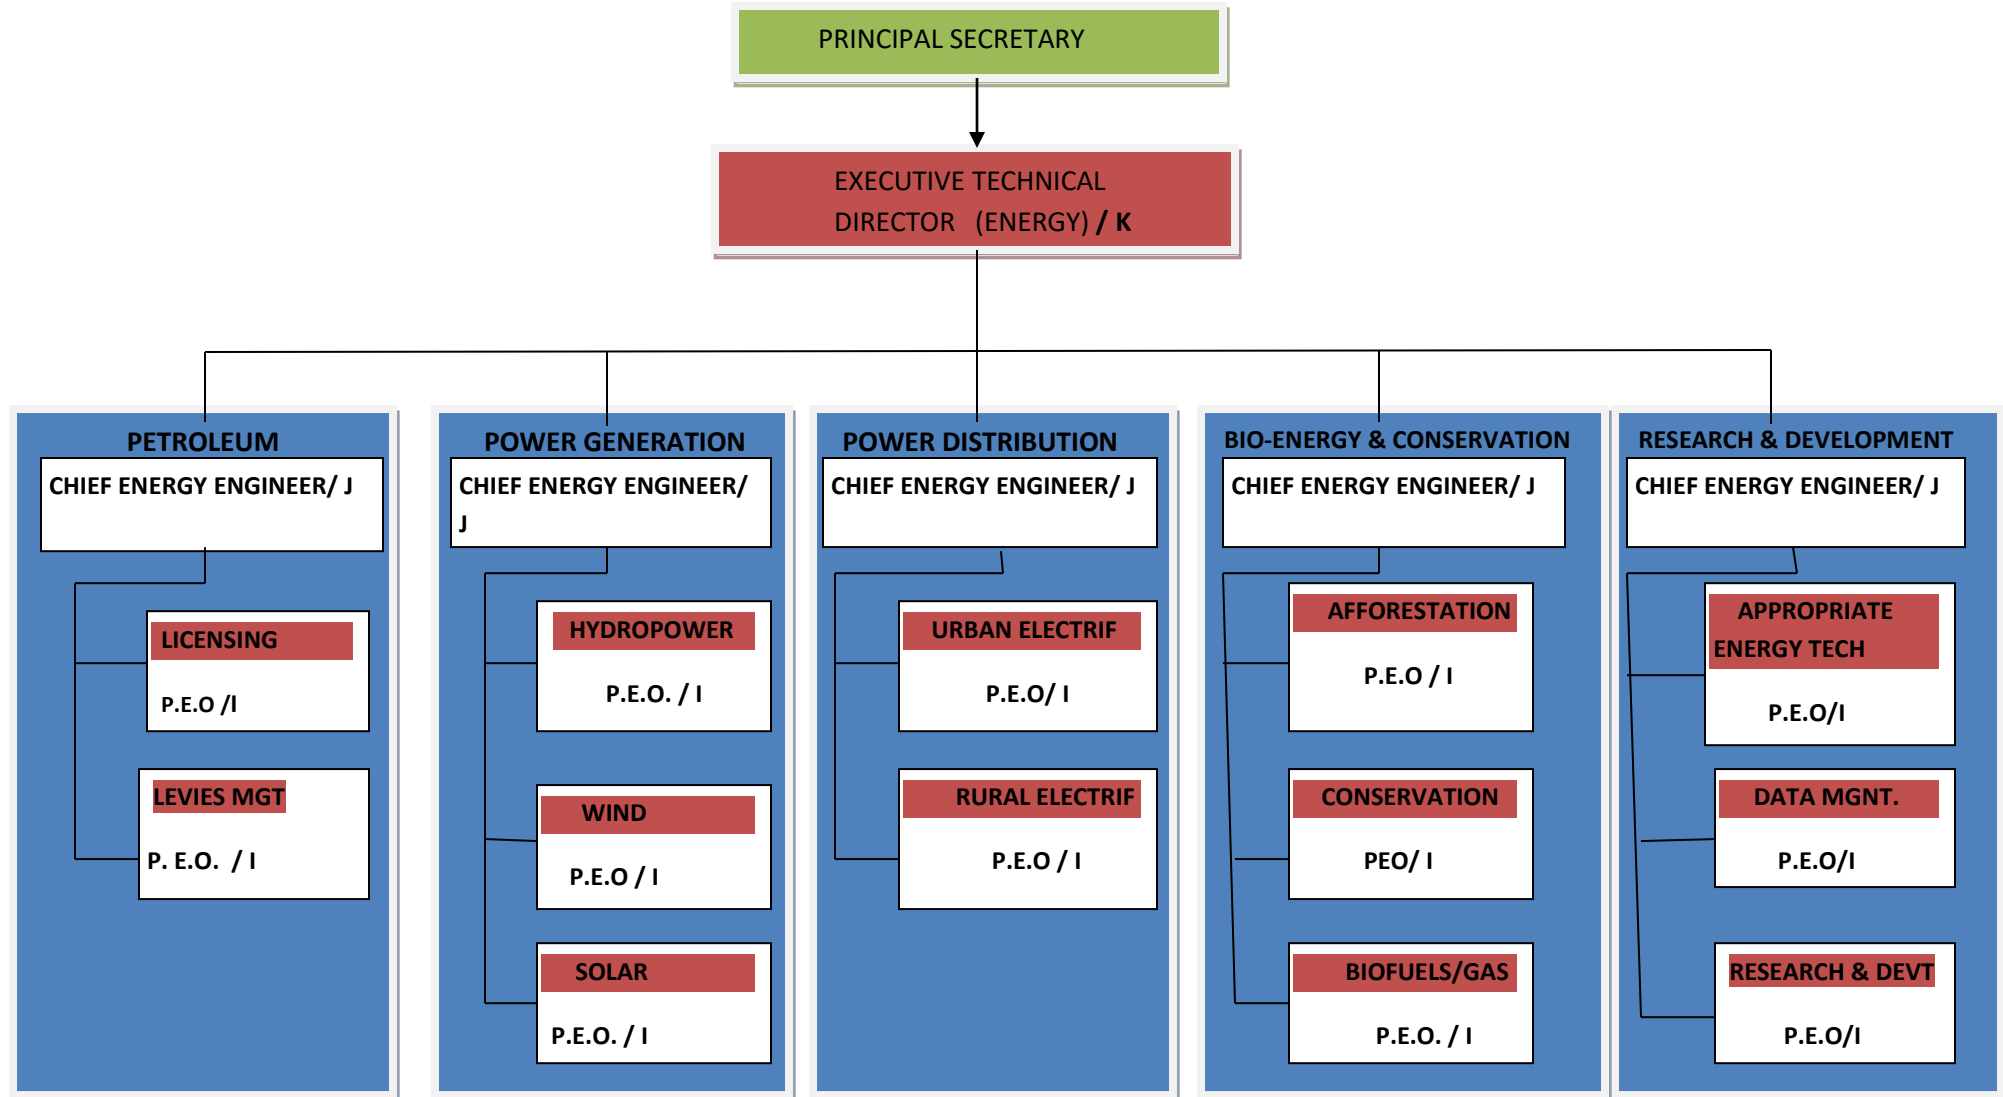 PRINCIPAL SECRETARY
EXECUTIVE TECHNICAL
DIRECTOR (ENERGY) / K
PETROLEUM
CHIEF ENERGY ENGINEER/ J
LICENSING
P.E.O /I
LEVIES MGT
P. E.O. / I
POWER GENERATION
CHIEF ENERGY ENGINEER/
J
HYDROPOWER
P.E.O. / I
WIND
P.E.O / I
SOLAR
P.E.O. / I
POWER DISTRIBUTION
CHIEF ENERGY ENGINEER/ J
URBAN ELECTRIF
P.E.O/ I
RURAL ELECTRIF
P.E.O / I
BIO-ENERGY & CONSERVATION
CHIEF ENERGY ENGINEER/ J
AFFORESTATION
P.E.O / I
CONSERVATION
PEO/ I
BIOFUELS/GAS
P.E.O. / I
RESEARCH & DEVELOPMENT
CHIEF ENERGY ENGINEER/ J
APPROPRIATE
ENERGY TECH
P.E.O/I
DATA MGNT.
P.E.O/I
RESEARCH & DEVT
P.E.O/I